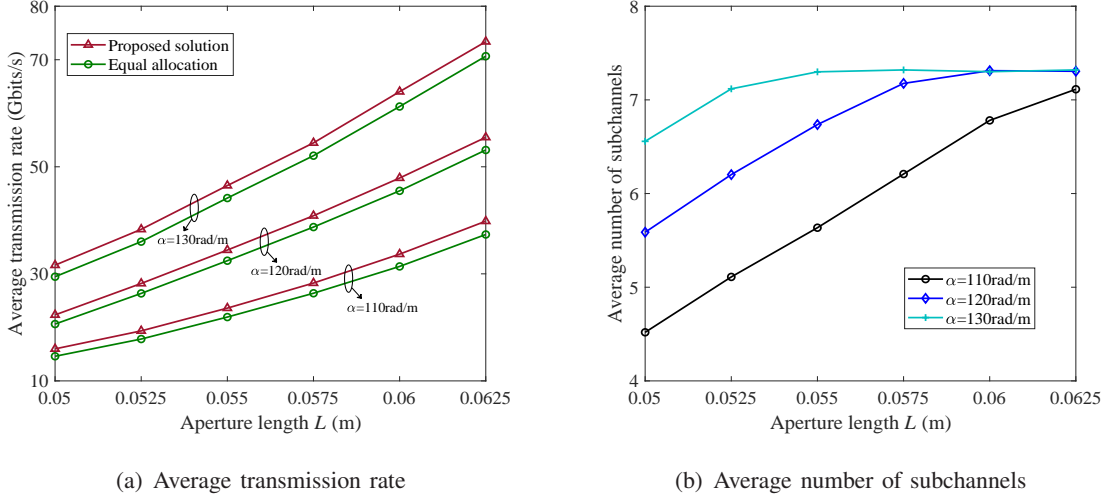 80
70
50
30
10
Average transmission rate (Gbits/s)
Proposed solution
Equal allocation
α=130rad/m
α=120rad/m
α=110rad/m
0.05 0.0525 0.055 0.0575 0.06 0.0625
Aperture length L (m)
(a) Average transmission rate
8
7
6
5
4
Average number of subchannels
α=110rad/m
α=120rad/m
α=130rad/m
0.05 0.0525 0.055 0.0575 0.06 0.0625
Aperture length L (m)
(b) Average number of subchannels